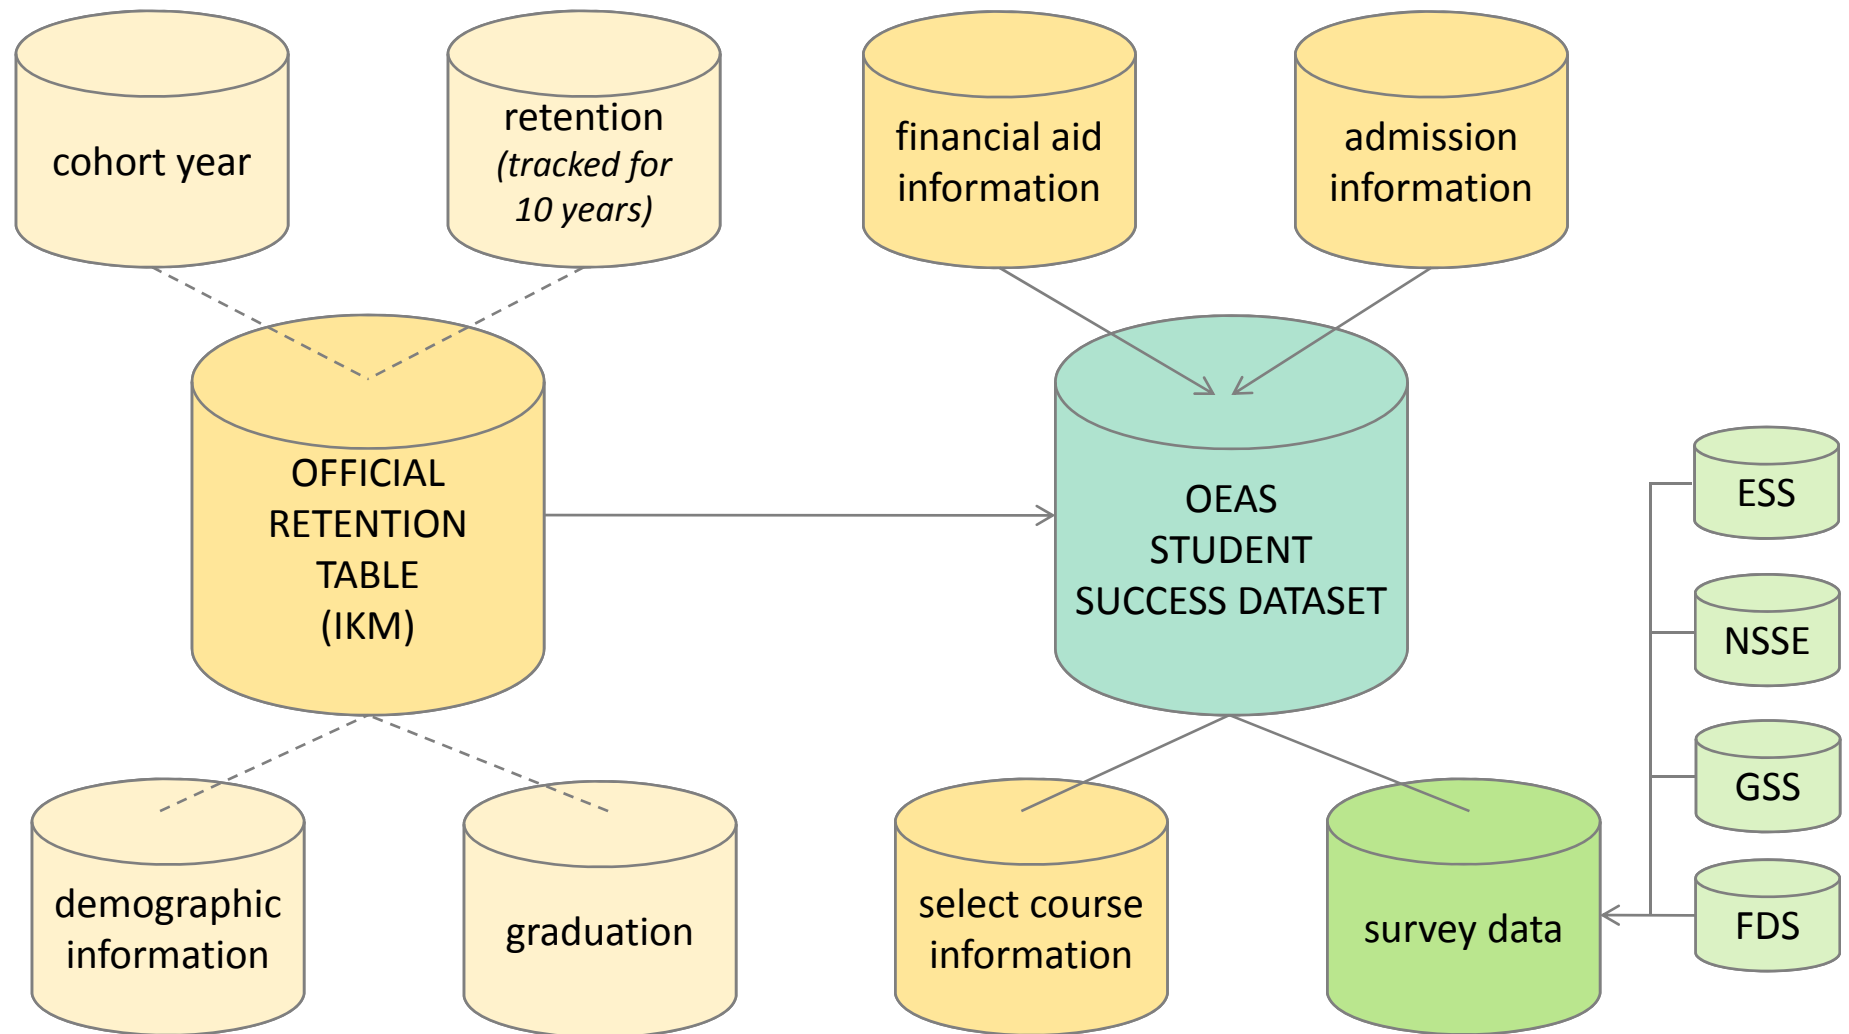 cohort year
retention
(tracked for
10 years)
financial aid
information
admission
information
OFFICIAL
RETENTION
TABLE
(IKM)
OEAS
STUDENT
SUCCESS DATASET
ESS
NSSE
GSS
FDS
demographic
information
graduation
select course
information
survey data